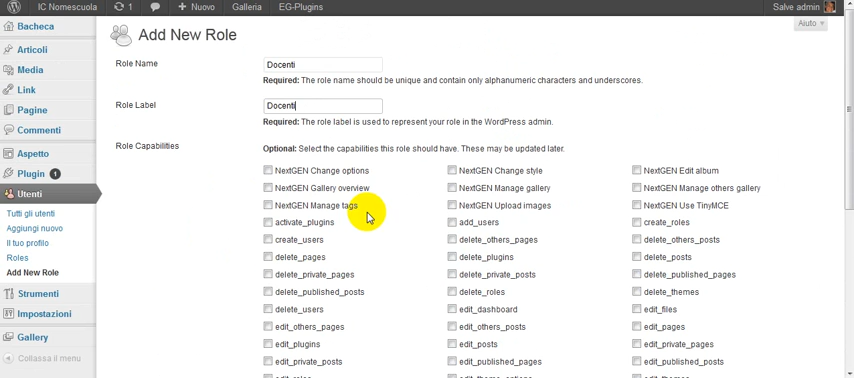 IC Nomescuola 1 Nuovo Galleria EG-Plugins Salve admin
Aiuto
Bacheca
Articoli
Media
Link
Pagine
Commenti
Aspetto
Plugin 1
Utenti
Tutti gli utenti
Aggiungi nuovo
Il tuo profilo
Roles
Add New Role
Strumenti
Impostazioni
Gallery
Collassa il menu
Add New Role
Role Name Docenti
Required: The role name should be unique and contain only alphanumeric characters and underscores.
Role Label Docenti
Required: The role label is used to represent your role in the WordPress admin.
Role Capabilities Optional: Select the capabilities this role should have. These may be updated later.
NextGEN Change options NextGEN Change style NextGEN Edit album
NextGEN Gallery overview NextGEN Manage gallery NextGEN Manage others gallery
NextGEN Manage tags NextGEN Upload images NextGEN Use TinyMCE
activate_plugins add_users create_roles
create_users delete_others_pages delete_others_posts
delete_pages delete_plugins delete_posts
delete_private_pages delete_private_posts delete_published_pages
delete_published_posts delete_roles delete_themes
delete_users edit_dashboard edit_files
edit_others_pages edit_others_posts edit_pages
edit_plugins edit_posts edit_private_pages
edit_private_posts edit_published_pages edit_published_posts
edit_roles edit_theme_options edit_themes